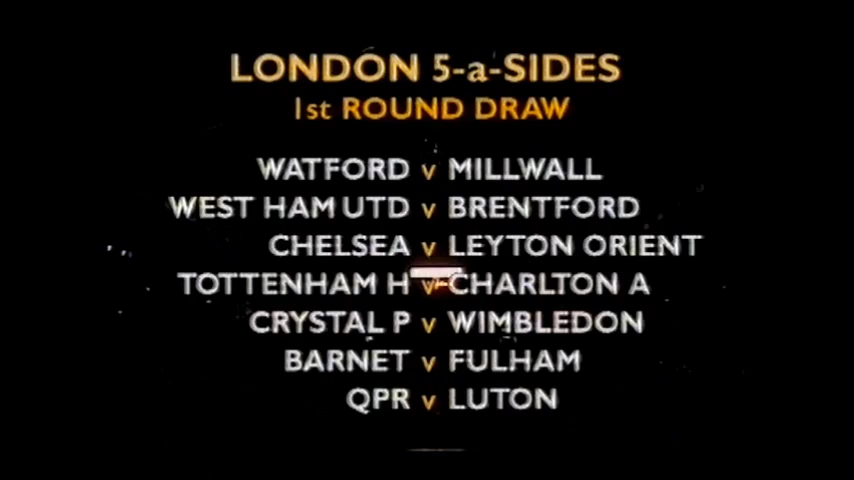 LONDON 5-a-SIDES
1st ROUND DRAW
WATFORD v MILLWALL
WEST HAM UTD v BRENTFORD
CHELSEA v LEYTON ORIENT
TOTTENHAM H v CHARLTON A
CRYSTAL P v WIMBLEDON
BARNET v FULHAM
QPR v LUTON